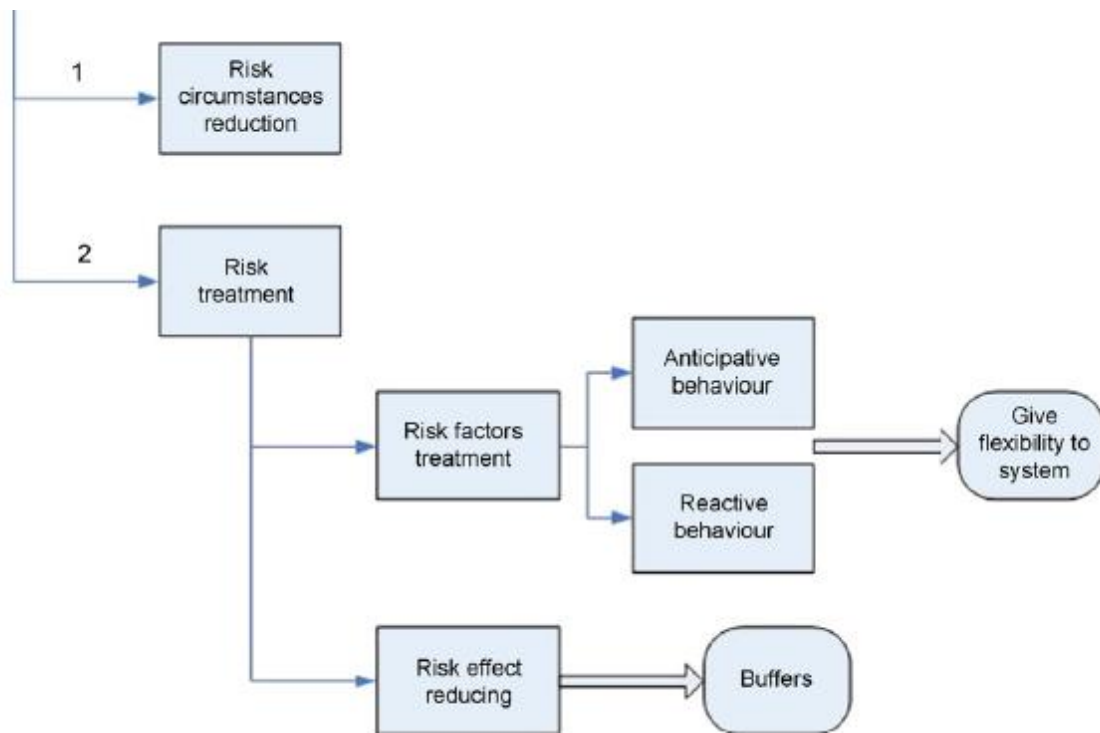 1
Risk
circumstances
reduction
2
Risk
treatment
Anticipative
behaviour
Risk factors
treatment
Give
flexibility to
system
Reactive
behaviour
Risk effect
reducing
Buffers